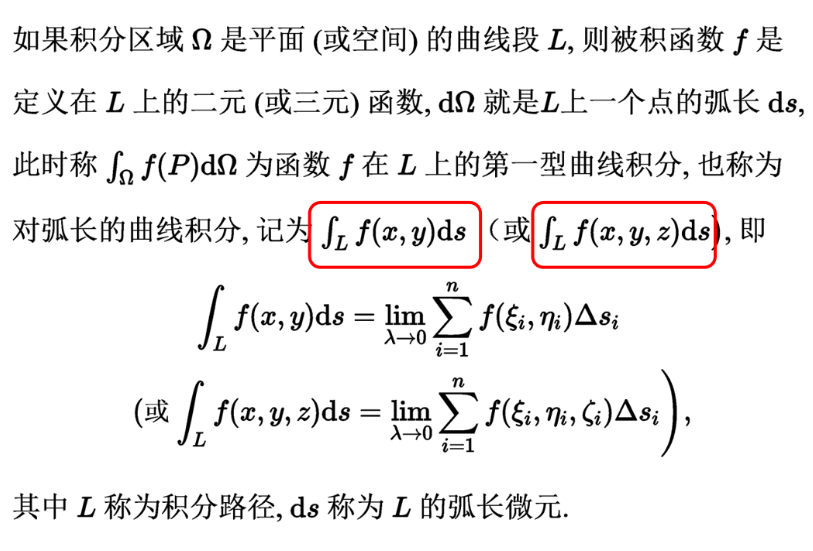 如果积分区域 Ω 是平面 (或空间) 的曲线段 L, 则被积函数 f 是
定义在 L 上的二元 (或三元) 函数, dΩ 就是L上一个点的弧长 ds,
此时称 ∫_Ω f(P)dΩ 为函数 f 在 L 上的第一型曲线积分, 也称为
对弧长的曲线积分, 记为 ∫_L f(x, y)ds (或 ∫_L f(x, y, z)ds), 即
∫_L f(x, y)ds = lim_{λ→0} ∑_{i=1}^{n} f(ξ_i, η_i)Δs_i
(或 ∫_L f(x, y, z)ds = lim_{λ→0} ∑_{i=1}^{n} f(ξ_i, η_i, ζ_i)Δs_i),
其中 L 称为积分路径, ds 称为 L 的弧长微元.